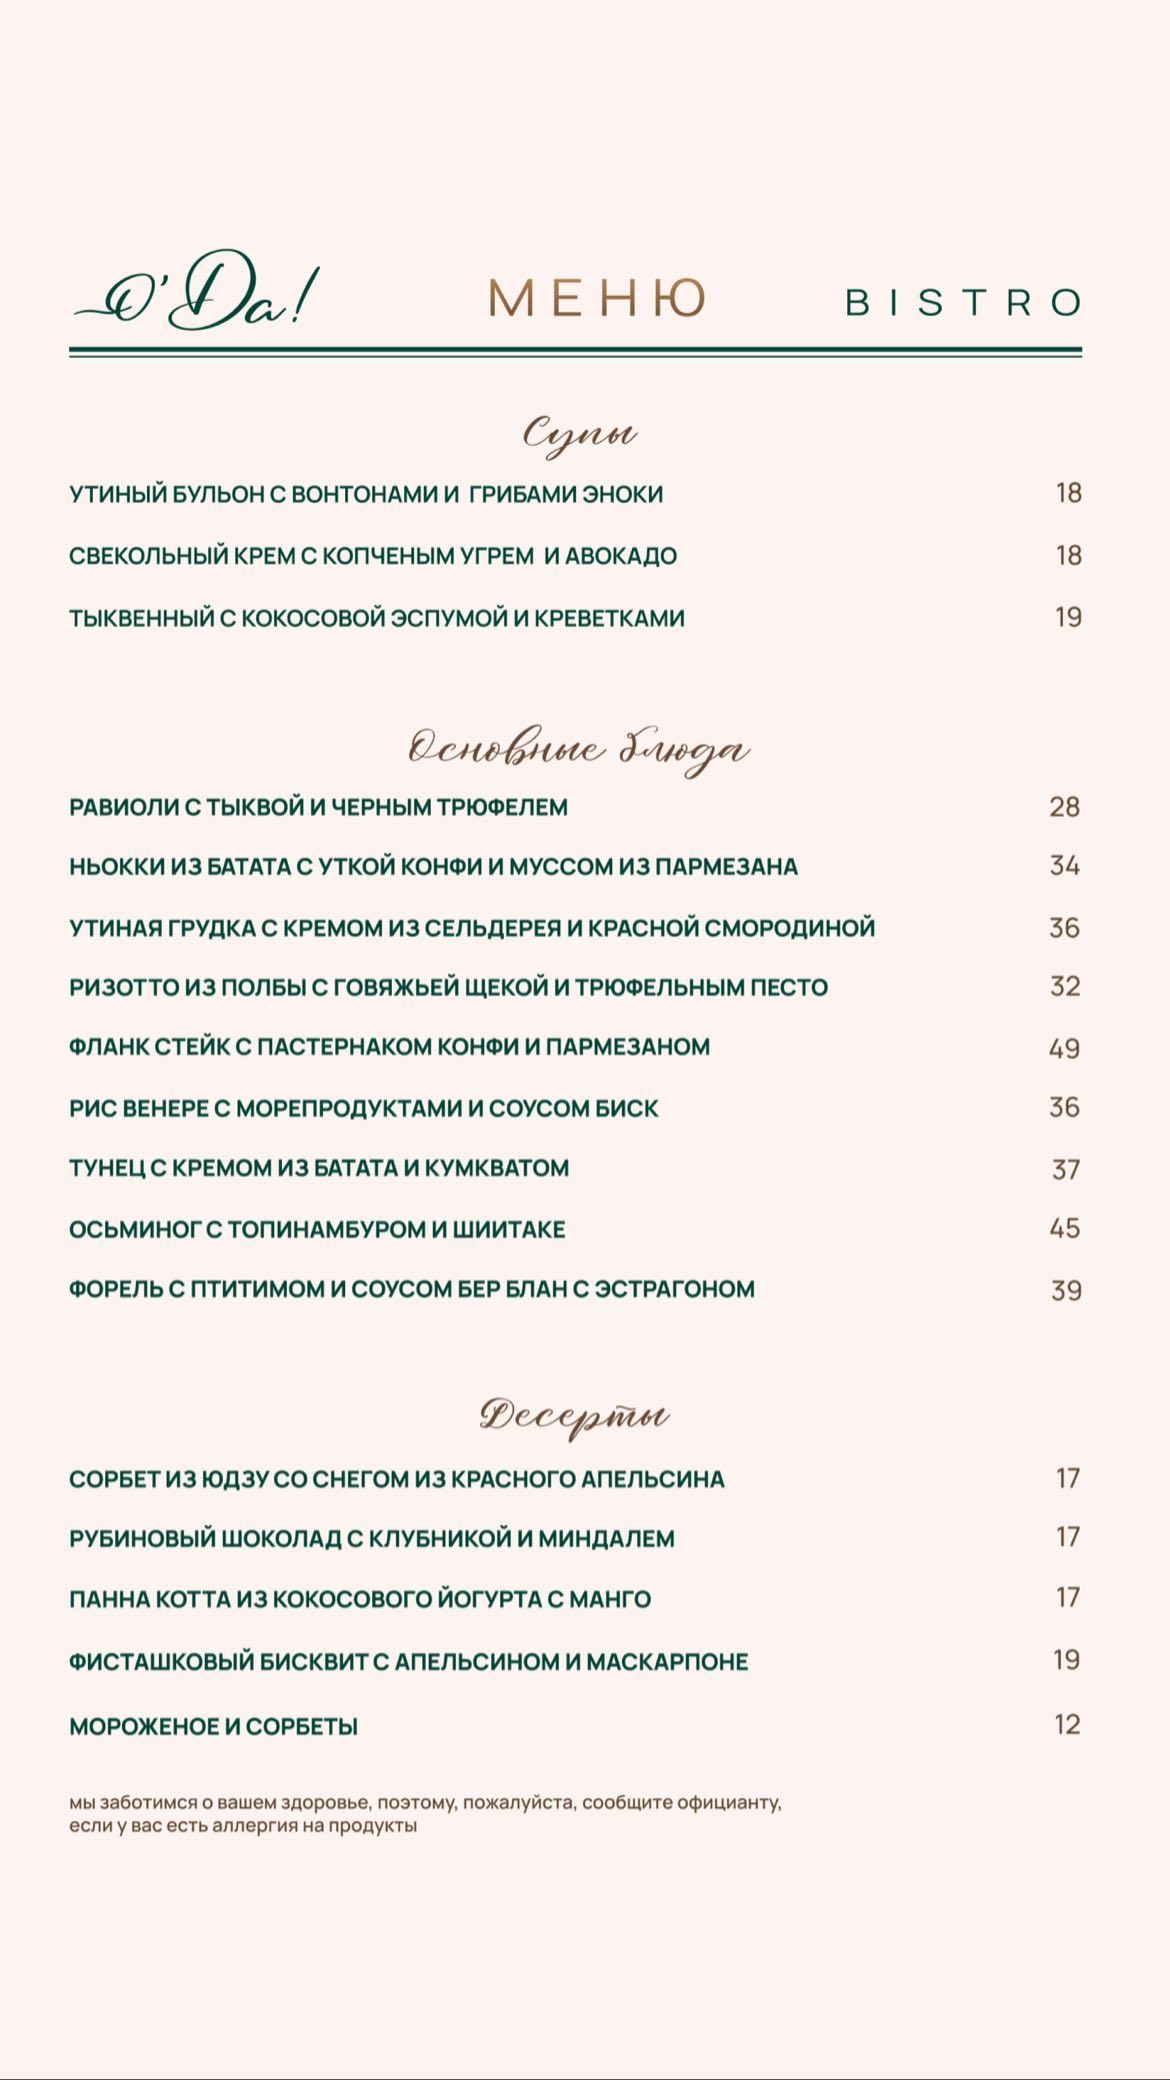 O'Da! МЕНЮ BISTRO
Супы
УТИНЫЙ БУЛЬОН С ВОНТОНАМИ И ГРИБАМИ ЭНОКИ 18
СВЕКОЛЬНЫЙ КРЕМ С КОПЧЕНЫМ УГРЕМ И АВОКАДО 18
ТЫКВЕННЫЙ С КОКОСОВОЙ ЭСПУМОЙ И КРЕВЕТКАМИ 19
Основные блюда
РАВИОЛИ С ТЫКВОЙ И ЧЕРНЫМ ТРЮФЕЛЕМ 28
НЬОККИ ИЗ БАТАТА С УТКОЙ КОНФИ И МУССОМ ИЗ ПАРМЕЗАНА 34
УТИНАЯ ГРУДКА С КРЕМОМ ИЗ СЕЛЬДЕРЕЯ И КРАСНОЙ СМОРОДИНОЙ 36
РИЗОТТО ИЗ ПОЛБЫ С ГОВЯЖЬЕЙ ЩЕКОЙ И ТРЮФЕЛЬНЫМ ПЕСТО 32
ФЛАНК СТЕЙК С ПАСТЕРНАКОМ КОНФИ И ПАРМЕЗАНОМ 49
РИС ВЕНЕРЕ С МОРЕПРОДУКТАМИ И СОУСОМ БИСК 36
ТУНЕЦ С КРЕМОМ ИЗ БАТАТА И КУМКВАТОМ 37
ОСЬМИНОГ С ТОПИНАМБУРОМ И ШИИТАКЕ 45
ФОРЕЛЬ С ПТИТИМОМ И СОУСОМ БЕР БЛАН С ЭСТРАГОНОМ 39
Десерты
СОРБЕТ ИЗ ЮДЗУ СО СНЕГОМ ИЗ КРАСНОГО АПЕЛЬСИНА 17
РУБИНОВЫЙ ШОКОЛАД С КЛУБНИКОЙ И МИНДАЛЕМ 17
ПАННА КОТТА ИЗ КОКОСОВОГО ЙОГУРТА С МАНГО 17
ФИСТАШКОВЫЙ БИСКВИТ С АПЕЛЬСИНОМ И МАСКАРПОНЕ 19
МОРОЖЕНОЕ И СОРБЕТЫ 12
мы заботимся о вашем здоровье, поэтому, пожалуйста, сообщите официанту,
если у вас есть аллергия на продукты